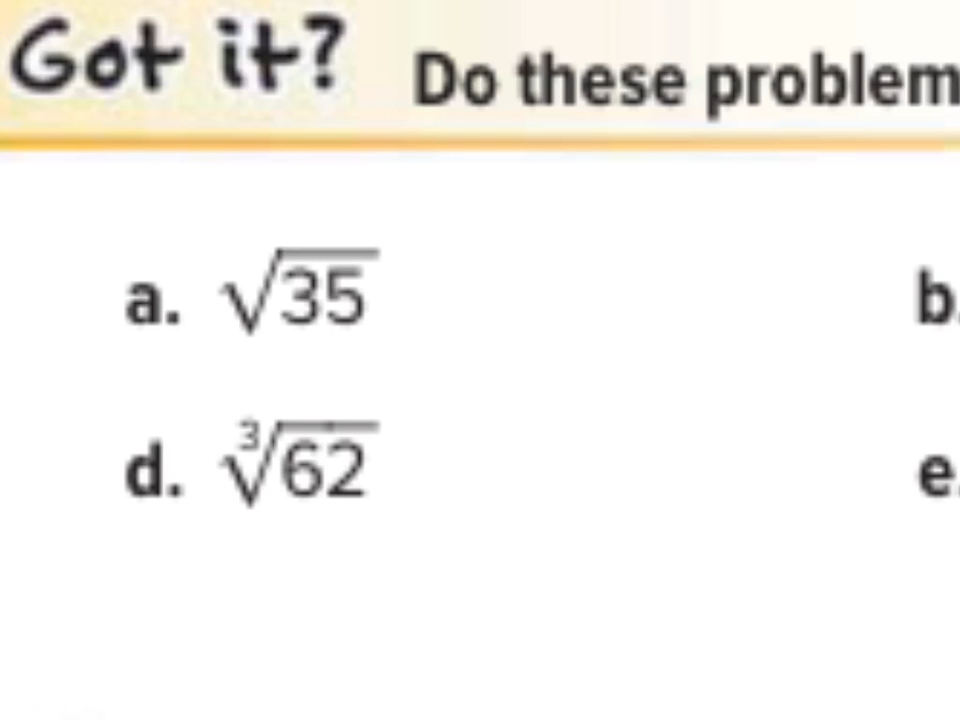 Got it? Do these problem
a. √35
b.
d. ∛62
e.